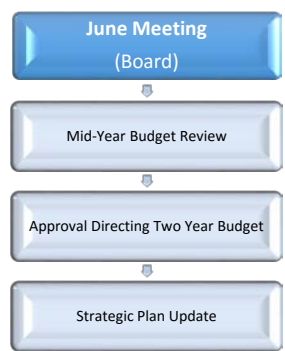 June Meeting
(Board)
Mid-Year Budget Review
Approval Directing Two Year Budget
Strategic Plan Update